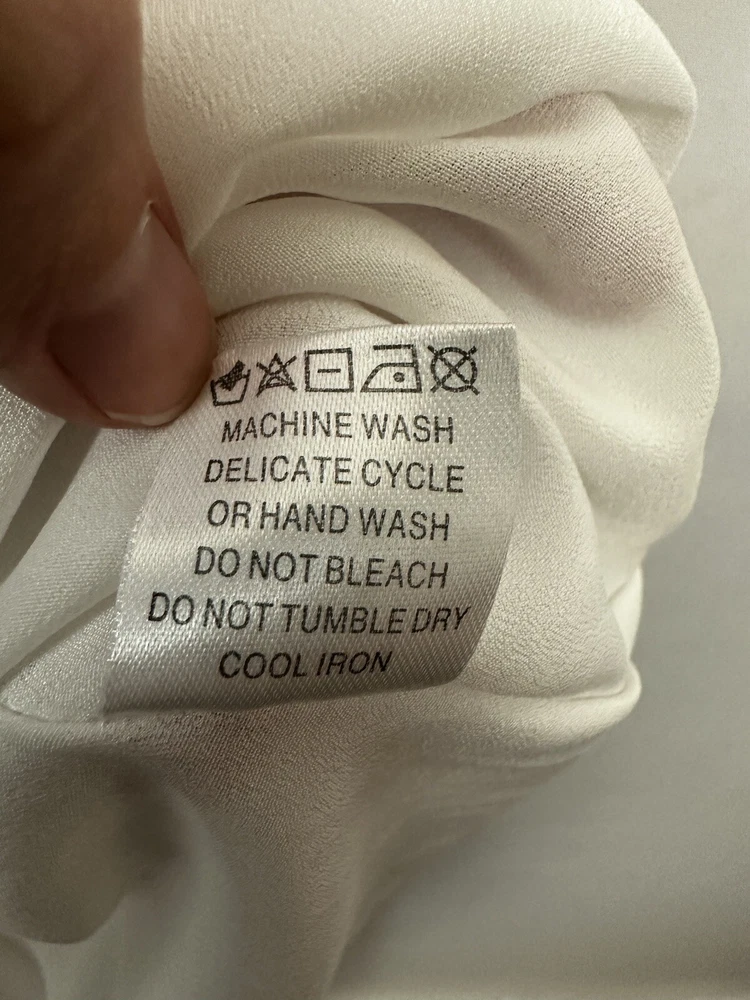 MACHINE WASH
DELICATE CYCLE
OR HAND WASH
DO NOT BLEACH
DO NOT TUMBLE DRY
COOL IRON